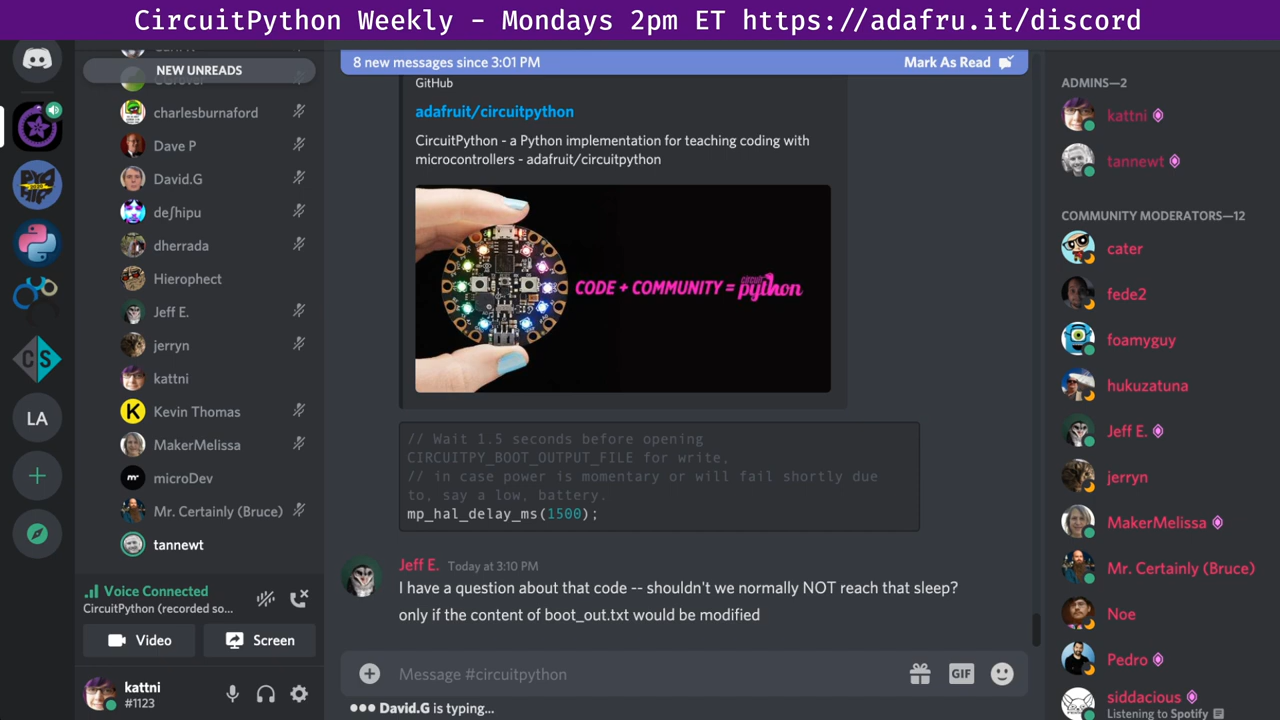 CircuitPython Weekly - Mondays 2pm ET https://adafru.it/discord
NEW UNREADS
charlesburnaford
Dave P
David.G
deʃhipu
dherrada
Hierophect
Jeff E.
jerryn
kattni
K
Kevin Thomas
MakerMelissa
microDev
Mr. Certainly (Bruce)
tannewt
CS
LA
Voice Connected
CircuitPython (recorded so...
Video
Screen
kattni
#1123
8 new messages since 3:01 PM
Mark As Read
GitHub
adafruit/circuitpython
CircuitPython - a Python implementation for teaching coding with
microcontrollers - adafruit/circuitpython
CODE + COMMUNITY = circuit python
// Wait 1.5 seconds before opening
CIRCUITPY_BOOT_OUTPUT_FILE for write,
// in case power is momentary or will fail shortly due
to, say a low, battery.
mp_hal_delay_ms(1500);
Jeff E. Today at 3:10 PM
I have a question about that code -- shouldn't we normally NOT reach that sleep?
only if the content of boot_out.txt would be modified
Message #circuitpython
GIF
David.G is typing...
ADMINS—2
kattni
tannewt
COMMUNITY MODERATORS—12
cater
fede2
foamyguy
hukuzatuna
Jeff E.
jerryn
MakerMelissa
Mr. Certainly (Bruce)
Noe
Pedro
siddacious
Listening to Spotify